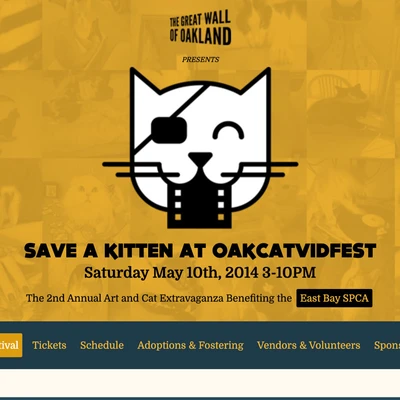 THE GREAT WALL
OF OAKLAND
PRESENTS
SAVE A KITTEN AT OAKCATVIDFEST
Saturday May 10th, 2014 3-10PM
The 2nd Annual Art and Cat Extravaganza Benefiting the East Bay SPCA
tival Tickets Schedule Adoptions & Fostering Vendors & Volunteers Spons